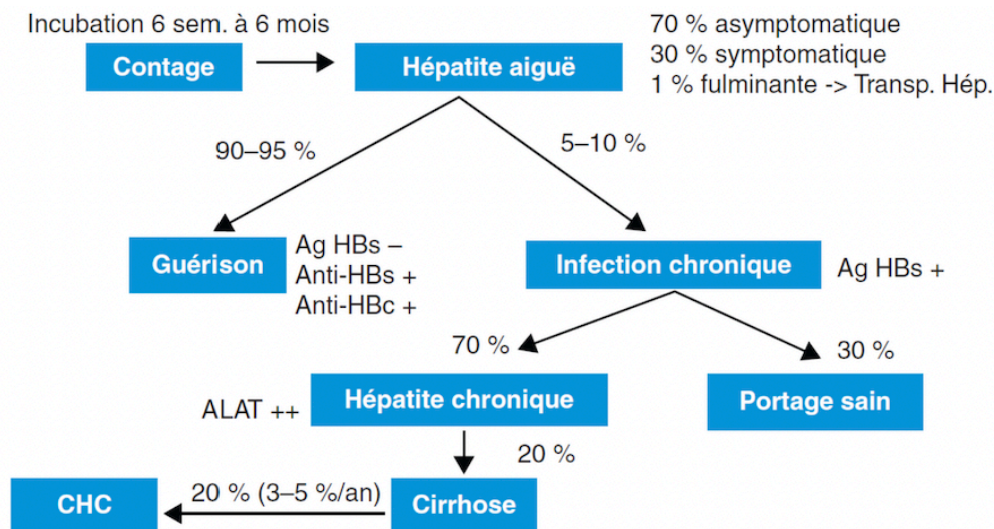 Incubation 6 sem. à 6 mois
Contage
Hépatite aiguë
70 % asymptomatique
30 % symptomatique
1 % fulminante -> Transp. Hép.
90–95 %
5–10 %
Guérison
Ag HBs –
Anti-HBs +
Anti-HBc +
Infection chronique
Ag HBs +
70 %
30 %
ALAT ++
Hépatite chronique
Portage sain
20 %
CHC
20 % (3–5 %/an)
Cirrhose